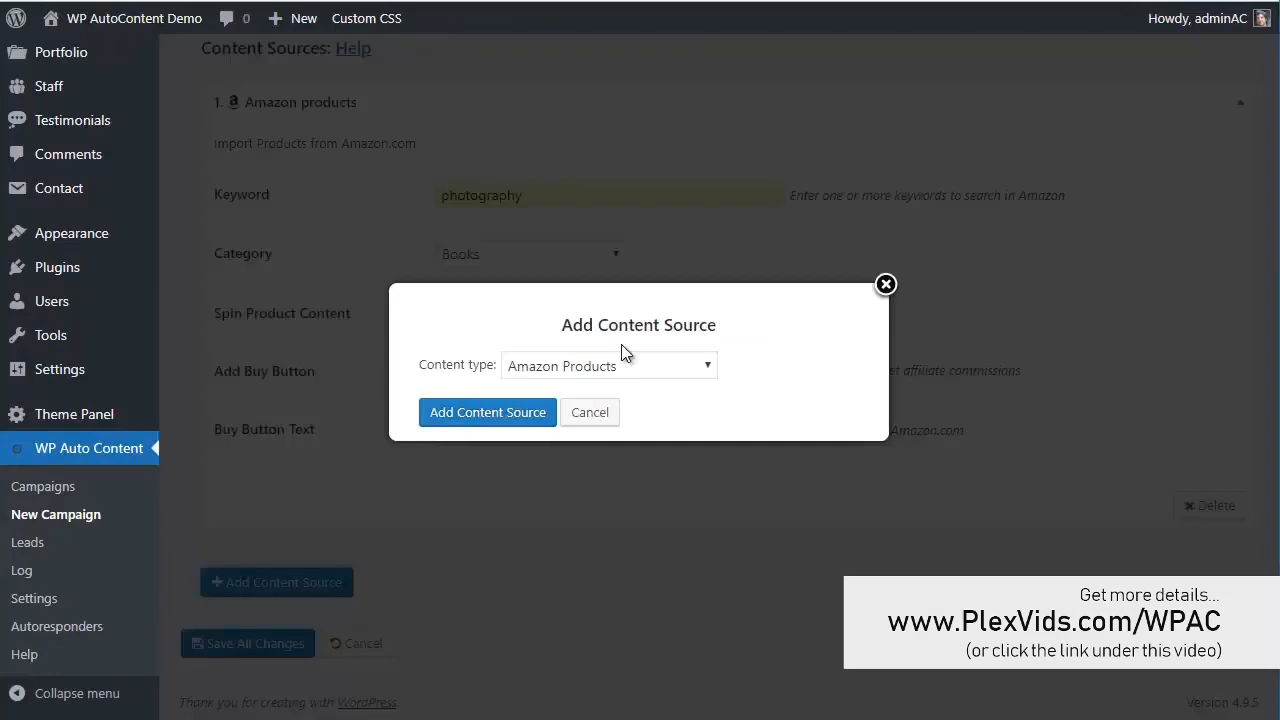 WP AutoContent Demo 0 New Custom CSS Howdy, adminAC
Portfolio
Staff
Testimonials
Comments
Contact
Appearance
Plugins
Users
Tools
Settings
Theme Panel
WP Auto Content
Campaigns
New Campaign
Leads
Log
Settings
Autoresponders
Help
Collapse menu
Content Sources: Help
1. Amazon products
Import Products from Amazon.com
Keyword photography Enter one or more keywords to search in Amazon
Category Books
Spin Product Content
Add Buy Button et affiliate commissions
Buy Button Text Amazon.com
Delete
Add Content Source
Content type: Amazon Products
Add Content Source Cancel
Add Content Source
Save All Changes Cancel
Thank you for creating with WordPress. Version 4.9.5
Get more details...
www.PlexVids.com/WPAC
(or click the link under this video)